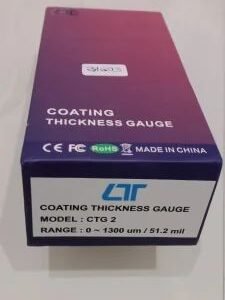 COATING
THICKNESS GAUGE
CE FC RoHS MADE IN CHINA
COATING THICKNESS GAUGE
MODEL : CTG 2
RANGE : 0 ~ 1300 um / 51.2 mil